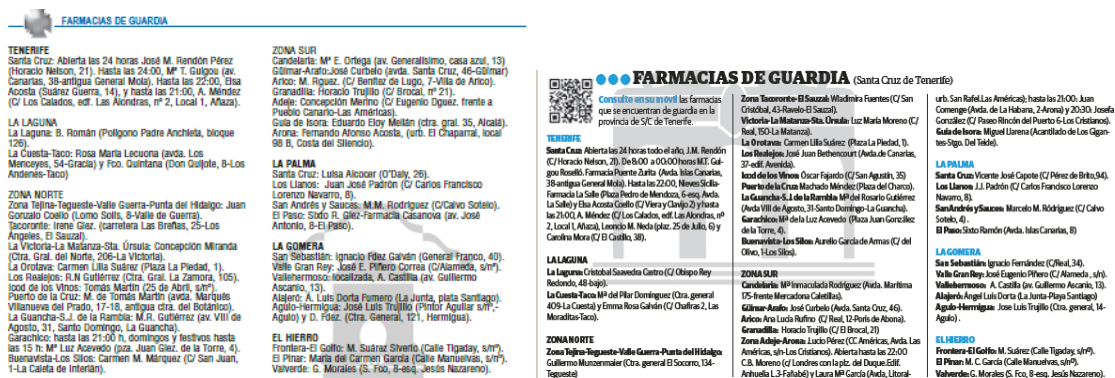 FARMACIAS DE GUARDIA
TENERIFE
Santa Cruz: Abierta las 24 horas José M. Rendón Pérez
(Horacio Nelson, 21). Hasta las 24:00, Mª T. Guigou (av.
Canarias, 38-antigua General Mola). Hasta las 22:00, Elsa
Acosta (Suárez Guerra, 14), y hasta las 21:00, A. Méndez
(C/ Los Calados, edf. Las Alondras, nº 2, Local 1, Añaza).
LA LAGUNA
La Laguna: B. Román (Polígono Padre Anchieta, bloque
126).
La Cuesta-Taco: Rosa María Lecuona (avda. Los
Menceyes, 54-Gracia) y Fco. Quintana (Don Quijote, 8-Los
Andenes-Taco)
ZONA NORTE
Zona Tejina-Tegueste-Valle Guerra-Punta del Hidalgo: Juan
Gonzalo Coello (Lomo Solís, 8-Valle de Guerra).
Tacoronte: Irene Glez. (carretera Las Breñas, 25-Los
Ángeles, El Sauzal).
La Victoria-La Matanza-Sta. Úrsula: Concepción Miranda
(Ctra. Gral. del Norte, 206-La Victoria).
La Orotava: Carmen Lilia Suárez (Plaza La Piedad, 1).
Los Realejos: R.N Gutiérrez (Ctra. Gral. La Zamora, 105).
Icod de los Vinos: Tomás Martín (25 de Abril, s/nº).
Puerto de la Cruz: M. de Tomás Martín (avda. Marqués
Villanueva del Prado, 17-18, antigua ctra. del Botánico).
La Guancha-S.J. de la Rambla: M.R. Gutiérrez (av. VIII de
Agosto, 31, Santo Domingo, La Guancha).
Garachico: hasta las 21:00 h, domingos y festivos hasta
las 15 h: Mª Luz Acevedo (pza. Juan Glez. de la Torre, 4).
Buenavista-Los Silos: Carmen M. Márquez (C/ San Juan,
1-La Caleta de Interián).
ZONA SUR
Candelaria: Mª E. Ortega (av. Generalísimo, casa azul, 13)
Güímar-Arafo:José Curbelo (avda. Santa Cruz, 46-Güímar)
Arico: M. Rguez. (C/ Benítez de Lugo, 7-Villa de Arico).
Granadilla: Horacio Trujillo (C/ Brocal, nº 21).
Adeje: Concepción Merino (C/ Eugenio Dguez. frente a
Pueblo Canario-Las Américas).
Guía de Isora: Eduardo Eloy Meilán (ctra. gral. 35, Alcalá).
Arona: Fernando Afonso Acosta, (urb. El Chaparral, local
98 B, Costa del Silencio).
LA PALMA
Santa Cruz: Luisa Alcocer (O'Daly, 26).
Los Llanos: Juan José Padrón (C/ Carlos Francisco
Lorenzo Navarro, 8).
San Andrés y Sauces: M.M. Rodríguez (C/Calvo Sotelo).
El Paso: Sixto R. Glez-Farmacia Casanova (av. José
Antonio, 8-El Paso).
LA GOMERA
San Sebastián: Ignacio Fdez Galván (General Franco, 40).
Valle Gran Rey: José E. Piñero Correa (C/Alameda, s/nº).
Vallehermoso: localizada, A. Castilla (av. Guillermo
Ascanio, 13).
Alajeró: A. Luis Dorta Fumero (La Junta, plata Santiago).
Agulo-Hermigua: José Luis Trujillo (Pintor Aguilar s/nº,-
Agulo) y D. Fdez. (Ctra. General, 121, Hermigua).
EL HIERRO
Frontera-El Golfo: M. Suárez Silverio (Calle Tigaday, s/nº).
El Pinar: María del Carmen García (Calle Manuelvas, s/nº).
Valverde: G. Morales (S. Fco, 8-esq. Jesús Nazareno).
FARMACIAS DE GUARDIA (Santa Cruz de Tenerife)
Consulte en su móvil las farmacias
que se encuentran de guardia en la
provincia de S/C de Tenerife.
TENERIFE
Santa Cruz: Abierta las 24 horas todo el año, J.M. Rendón
(C/ Horacio Nelson, 21). De 8:00 a 00:00 horas M.T. Gui-
gou Roselló. Farmacia Puente Zurita (Avda. Islas Canarias,
38-antigua General Mola). Hasta las 22:00, Nieves Sicilia-
Farmacia La Salle (Plaza Pedro de Mendoza, 6-esq. Avda.
La Salle) y Elsa Acosta Coello (C/ Viera y Clavijo 2) y hasta
las 21:00, A. Méndez (C/ Los Calados, edf. Las Alondras, nº
2, Local 1, Añaza), Leoncio M. Neda (plaz. 25 de Julio, 6) y
Carolina Mora (C/ El Castillo, 38).
LA LAGUNA
La Laguna: Cristobal Saavedra Castro (C/ Obispo Rey
Redondo, 48-bajo).
La Cuesta-Taco: Mª del Pilar Dominguez (Ctra. general
409-La Cuesta) y Emma Rosa Galván (C/ Chafiras 2, Las
Moraditas-Taco).
ZONA NORTE
Zona Tejina-Tegueste-Valle Guerra-Punta del Hidalgo:
Guillermo Munzenmaier (Ctra. general El Socorro, 134-
Tegueste)
Zona Tacoronte-El Sauzal: Wladmira Fuentes (C/ San
Cristóbal, 43-Ravelo-El Sauzal).
Victoria-La Matanza-Sta. Úrsula: Luz María Moreno (C/
Real, 150-La Matanza).
La Orotava: Carmen Lilia Suárez (Plaza La Piedad, 1).
Los Realejos: José Juan Bethencourt (Avda.de Canarias,
37-edif. Avenida).
Icod de los Vinos: Óscar Fajardo (C/ San Agustín, 35)
Puerto de la Cruz: Machado Méndez (Plaza del Charco).
La Guancha-S.J. de la Rambla: Mª del Rosario Gutiérrez
(Avda VIII de Agosto, 31-Santo Domingo-La Guancha).
Garachico: Mª de la Luz Acevedo (Plaza Juan González
de la Torre, 4).
Buenavista-Los Silos: Aurelio García de Armas (C/ del
Olivo, 1-Los Silos).
ZONA SUR
Candelaria: Mª Inmaculada Rodríguez (Avda. Marítima
175-frente Mercadona Caletillas).
Güímar-Arafo: José Curbelo (Avda. Santa Cruz, 46).
Arico: Ana Lucía Rufino (C/ Real, 12-Porís de Abona).
Granadilla: Horacio Trujillo (C/ El Brocal, 21)
Zona Adeje-Arona: .Lucio Pérez (CC Américas, Avda. Las
Américas, s/n-Los Cristianos). Abierta hasta las 22:00
C.B. Moreno (c/ Londres con la plz. del Duque.Edif.
Anhuella L.3-Fañabé) y Laura Mª García (Avda, Litoral-
urb. San Rafel.Las Américas); hasta las 21:00: Juan
Comenge (Avda. de La Habana, 2-Arona) y 20:30: Josefa
González (C/ Paseo Rincón del Puerto 6-Los Cristianos).
Guía de Isora: Miguel Llarena (Acantilado de Los Gigan-
tes-Stgo. Del Teide).
LA PALMA
Santa Cruz: Vicente José Capote (C/ Pérez de Brito,94).
Los Llanos: J.J. Padrón (C/ Carlos Francisco Lorenzo
Navarro, 8).
San Andrés y Sauces: Marcelo M. Ródriguez (C/ Calvo
Sotelo, 4) .
El Paso: Sixto Ramón (Avda. Islas Canarias, 8)
LA GOMERA
San Sebastián: Ignacio Fernández (C/Real,34).
Valle Gran Rey: José Eugenio Piñero (C/ Alameda , s/n).
Vallehermoso: A. Castilla (av. Guillermo Ascanio, 13).
Alajeró: Ángel Luis Dorta (La Junta-Playa Santiago)
Agulo-Hermigua: Jose Luis Trujillo (Ctra. general, 14-
Agulo) .
EL HIERRO
Frontera-El Golfo: M. Suárez (Calle Tigaday, s/nº).
El Pinar: M. C. García (Calle Manuelvas, s/nº).
Valverde: G. Morales (S. Fco, 8-esq. Jesús Nazareno).